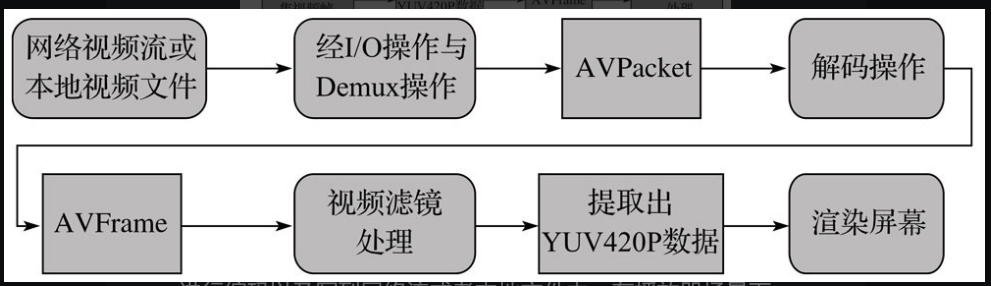 网络视频流或
本地视频文件
经I/O操作与
Demux操作
AVPacket
解码操作
AVFrame
视频滤镜
处理
提取出
YUV420P数据
渲染屏幕